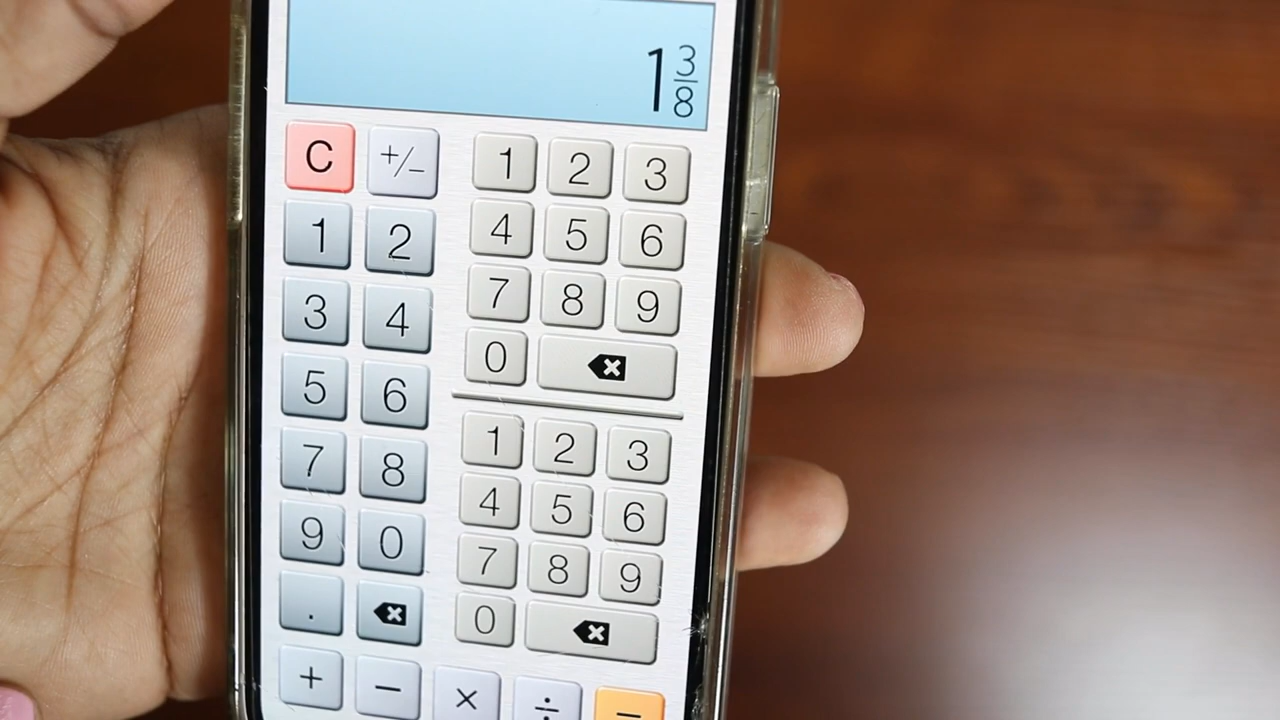 1 3/8
C +/− 1 2 3
1 2 4 5 6
3 4 7 8 9
0
5 6 1 2 3
7 8 4 5 6
9 0 7 8 9
. 0
+ − × ÷ =